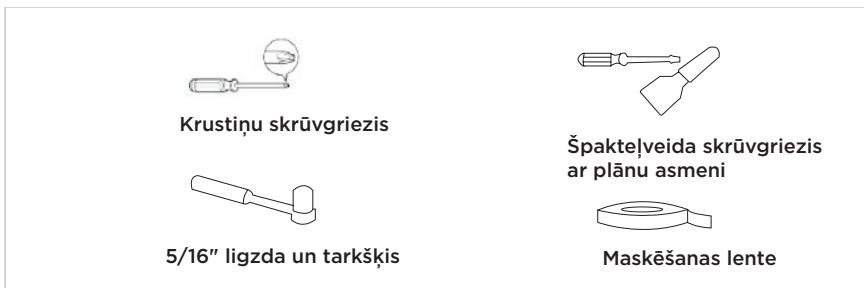 Krustiņu skrūvgriezis
Špakteļveida skrūvgriezis
ar plānu asmeni
5/16" ligzda un tarkšķis
Maskēšanas lente